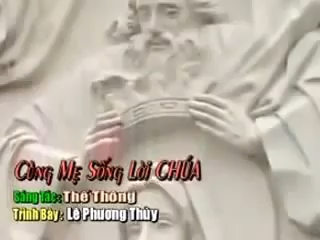 Cùng Mẹ Sống Lời CHÚA
Sáng Tác : Thế Thông
Trình Bày : Lê Phương Thùy